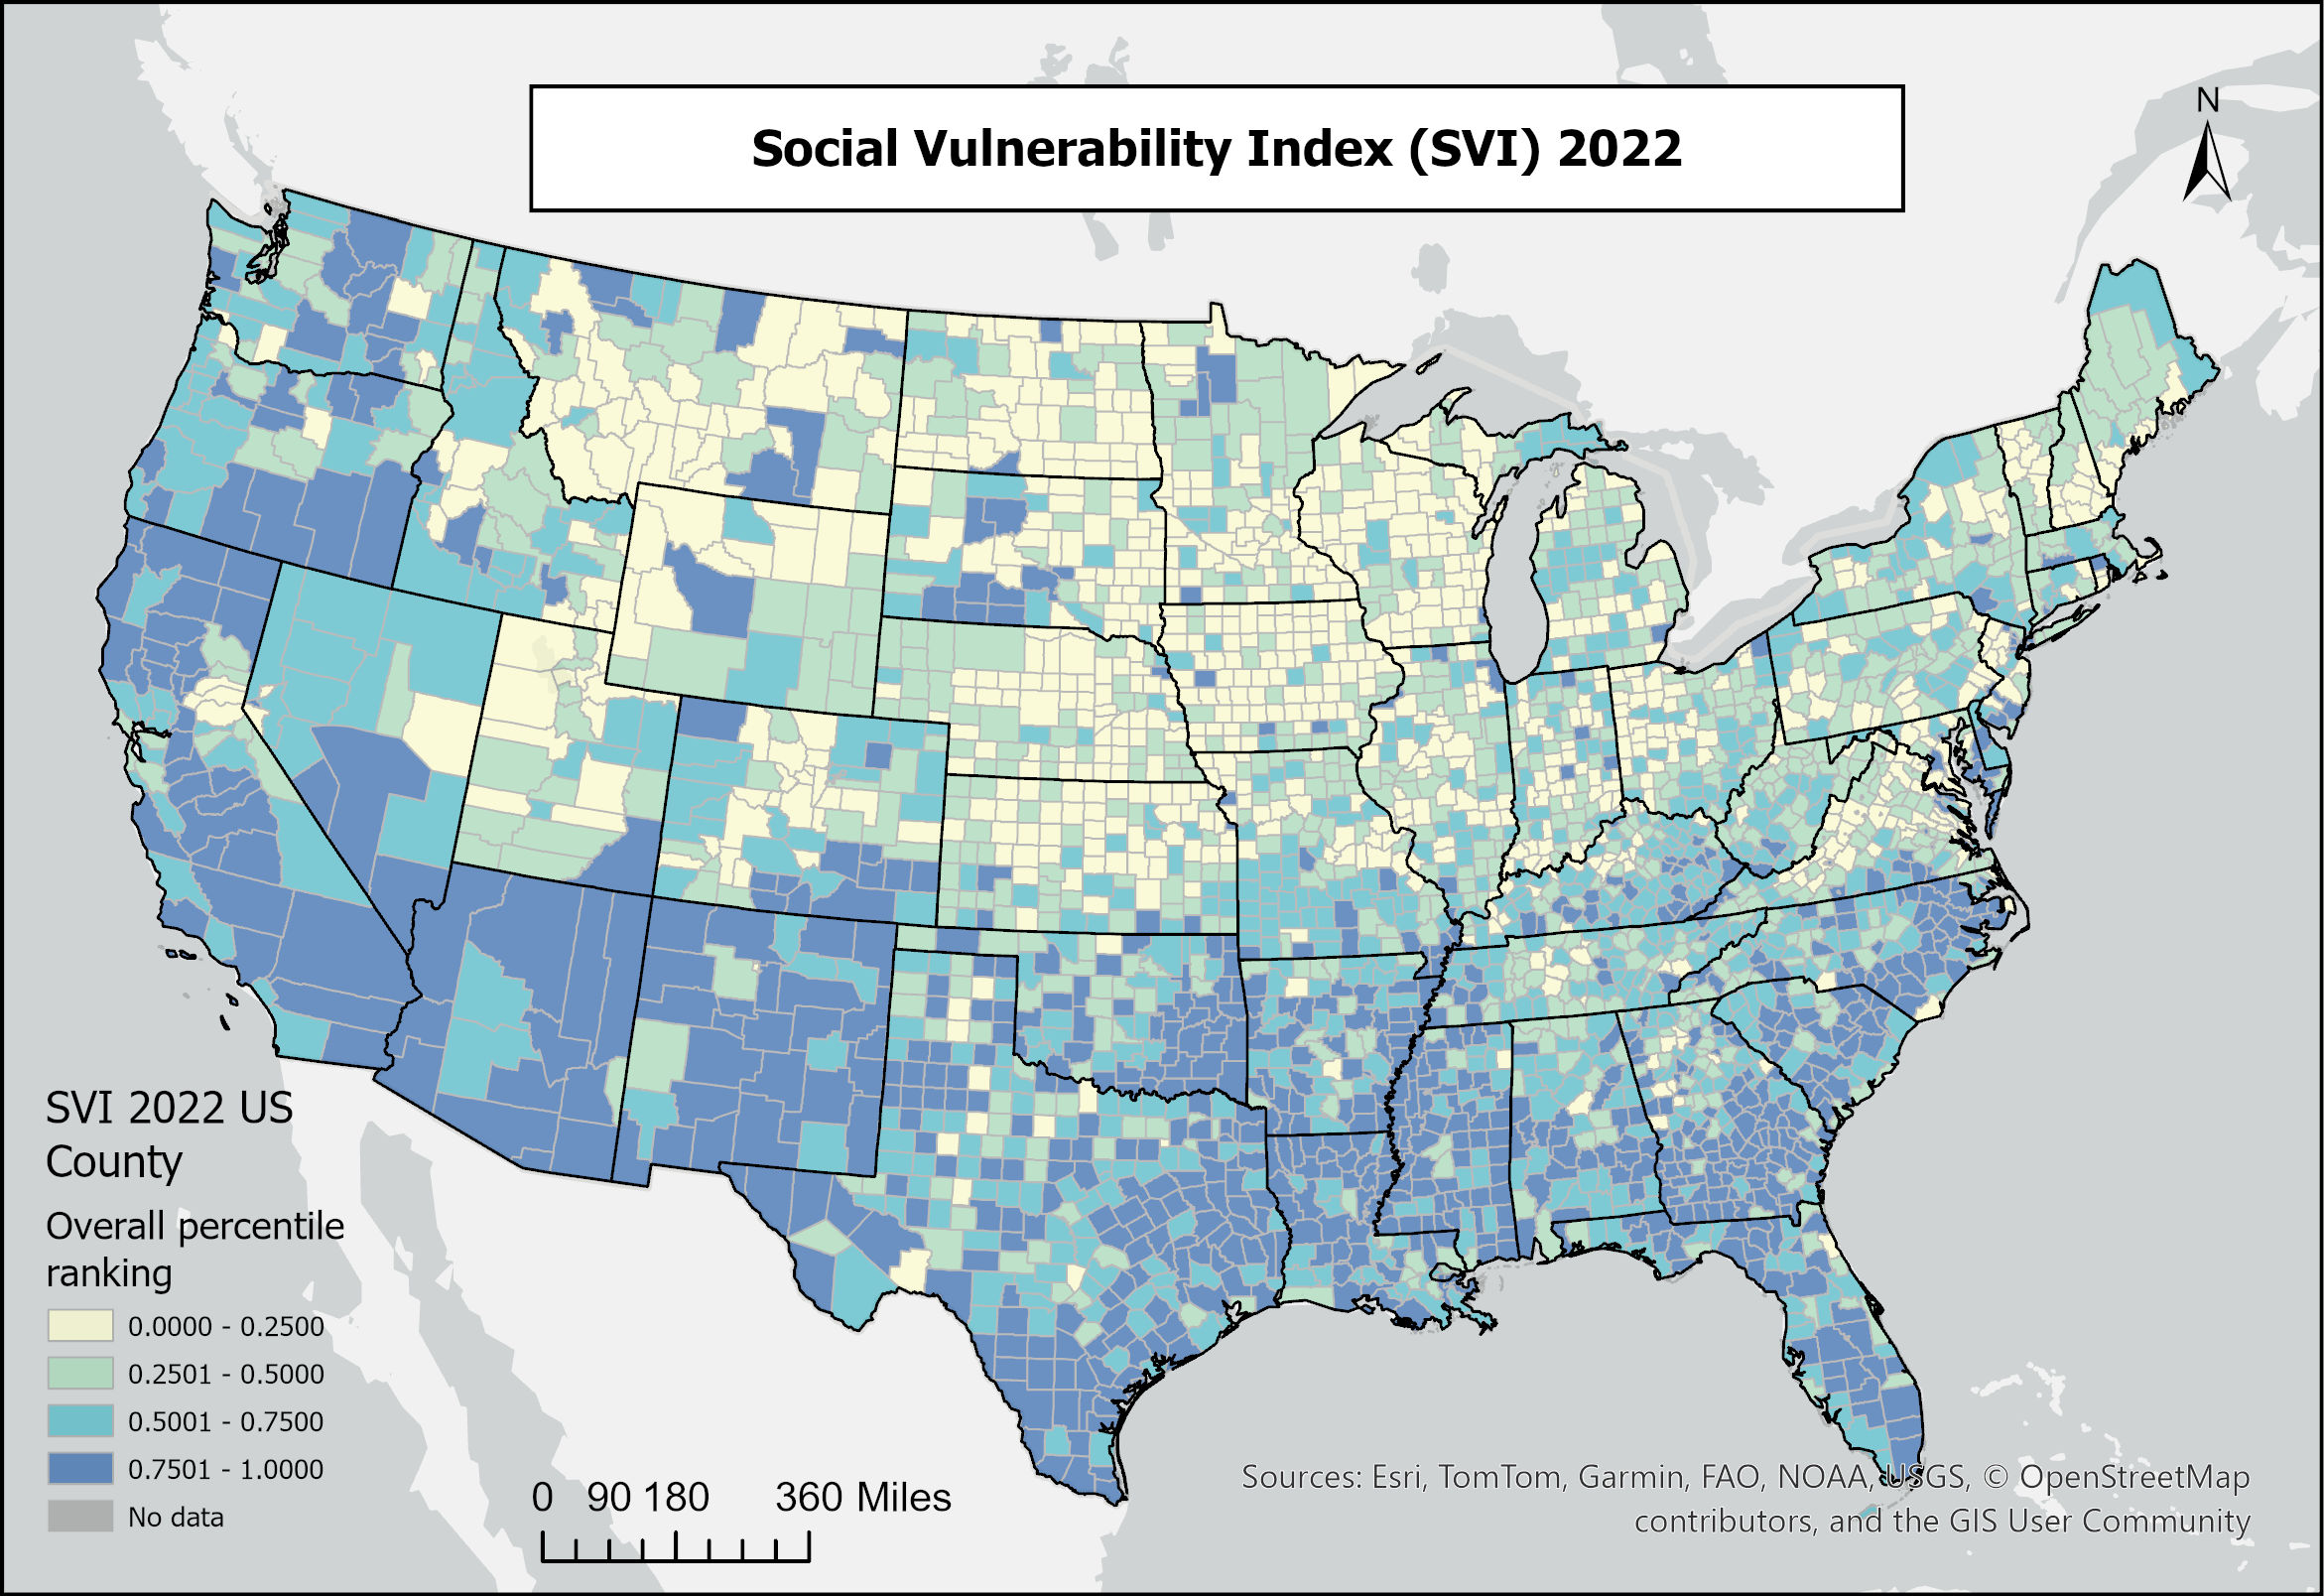 Social Vulnerability Index (SVI) 2022
N
SVI 2022 US
County
Overall percentile
ranking
0.0000 - 0.2500
0.2501 - 0.5000
0.5001 - 0.7500
0.7501 - 1.0000
No data
0 90 180 360 Miles
Sources: Esri, TomTom, Garmin, FAO, NOAA, USGS, © OpenStreetMap
contributors, and the GIS User Community